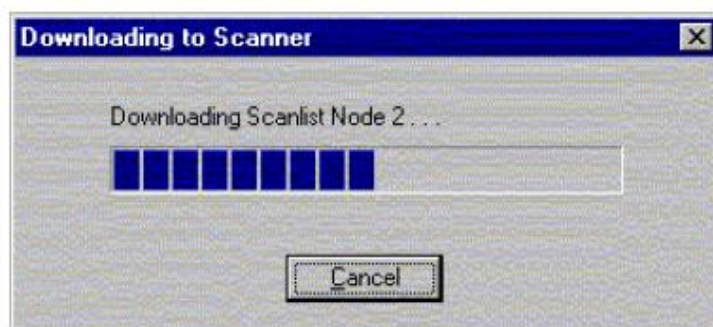 Downloading to Scanner
Downloading Scanlist Node 2 . . .
Cancel